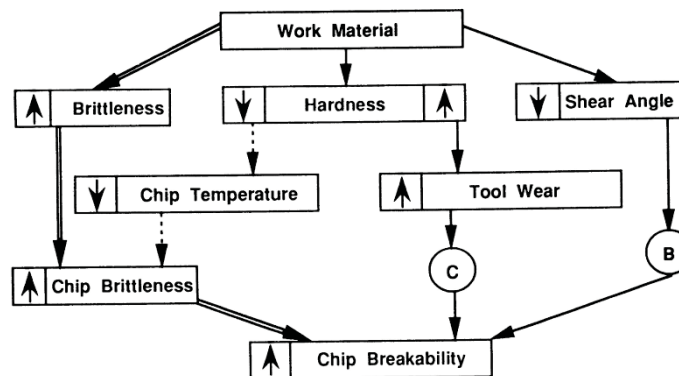 Work Material
Brittleness
Hardness
Shear Angle
Chip Temperature
Tool Wear
B
C
Chip Brittleness
Chip Breakability